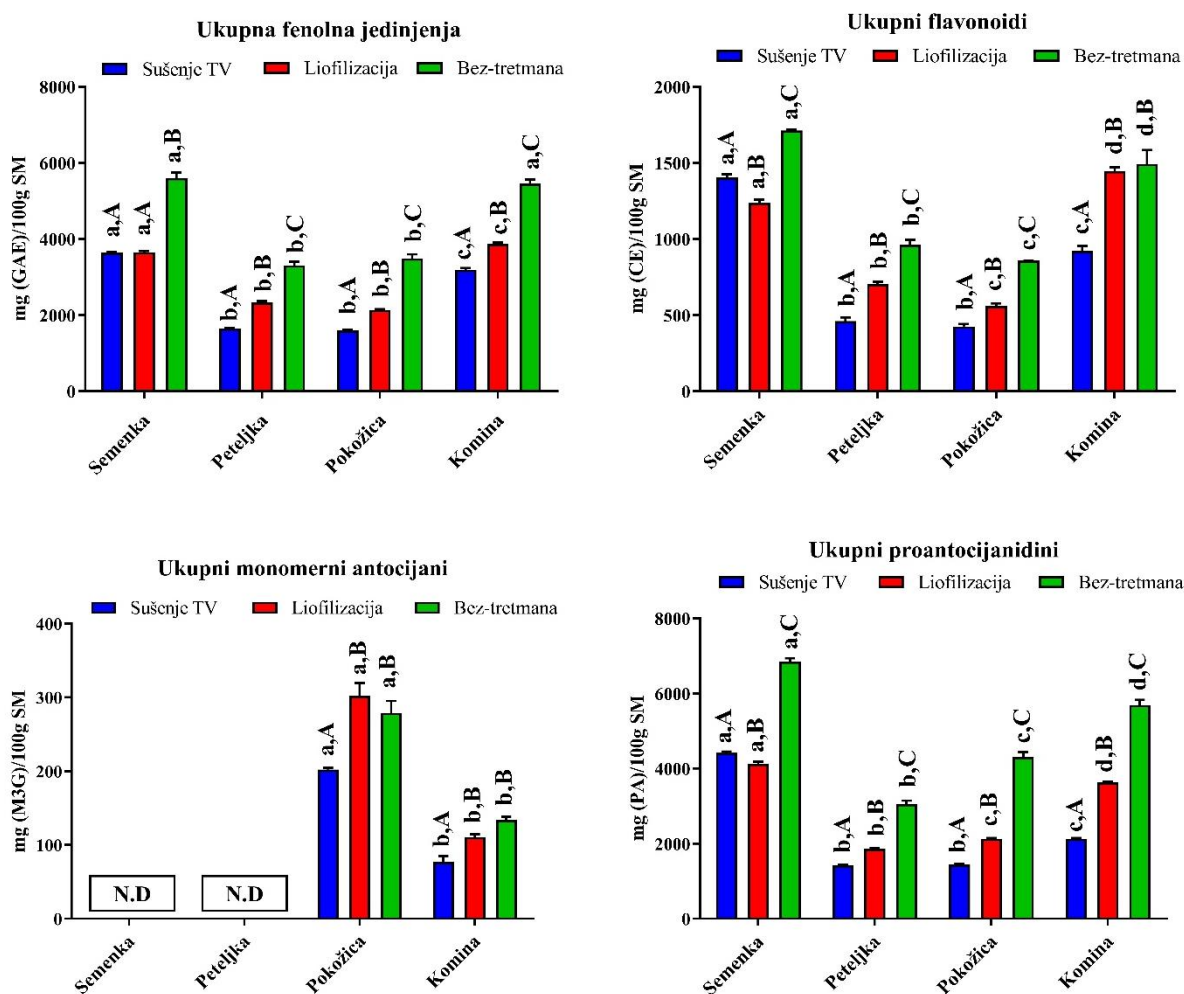 Ukupna fenolna jedinjenja
Sušenje TV Liofilizacija Bez-tretmana
mg (GAE)/100g SM
8000
6000
4000
2000
0
a,A a,A a,B
b,A b,B b,C
b,A b,B b,C
c,A c,B a,C
Semenka Peteljka Pokožica Komina
Ukupni flavonoidi
Sušenje TV Liofilizacija Bez-tretmana
mg (CE)/100g SM
2000
1500
1000
500
0
a,A a,B a,C
b,A b,B b,C
b,A c,B c,C
c,A d,B d,B
Semenka Peteljka Pokožica Komina
Ukupni monomerni antocijani
Sušenje TV Liofilizacija Bez-tretmana
mg (M3G)/100g SM
400
300
200
100
0
N.D N.D
a,A a,B a,B
b,A b,B b,B
Semenka Peteljka Pokožica Komina
Ukupni proantocijanidini
Sušenje TV Liofilizacija Bez-tretmana
mg (PA)/100g SM
8000
6000
4000
2000
0
a,A a,B a,C
b,A b,B b,C
b,A c,B c,C
c,A d,B d,C
Semenka Peteljka Pokožica Komina